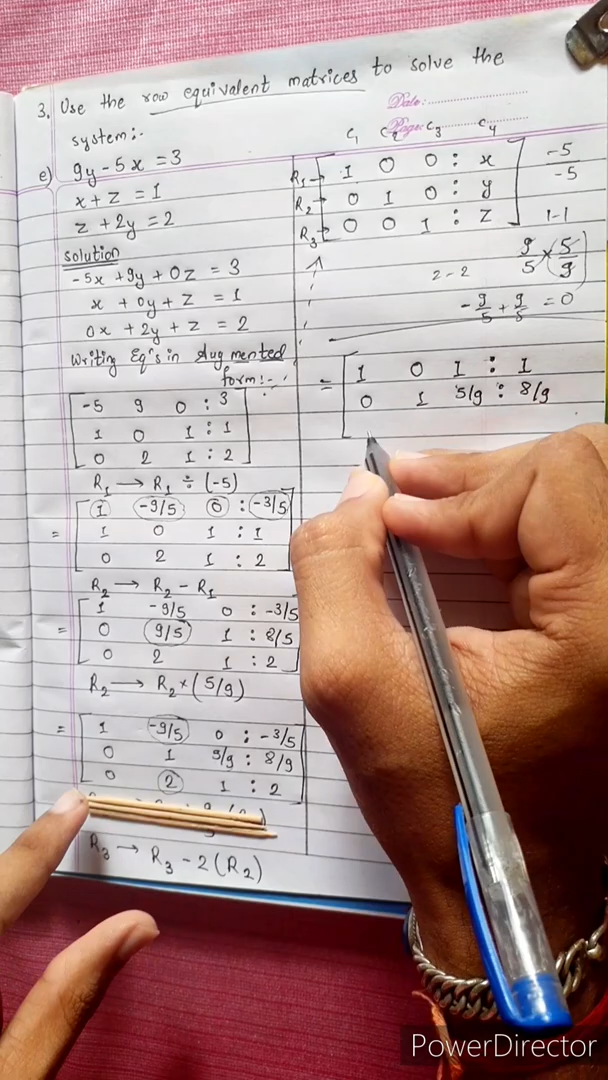 3. Use the row equivalent matrices to solve the
system:-
Date:
Page:
e) 9y - 5x = 3
x + z = 1
z + 2y = 2
solution
-5x + 9y + 0z = 3
x + 0y + z = 1
0x + 2y + z = 2
Writing Eqns in Augmented
form:-
-5 9 0 : 3
1 0 1 : 1
0 2 1 : 2
R1 → R1 ÷ (-5)
= 1 -9/5 0 : -3/5
1 0 1 : 1
0 2 1 : 2
R2 → R2 - R1
= 1 -9/5 0 : -3/5
0 9/5 1 : 8/5
0 2 1 : 2
R2 → R2 × (5/9)
= 1 -9/5 0 : -3/5
0 1 5/9 : 8/9
0 2 1 : 2
R3 → R3 - 2(R2)
C1 C2 C3 C4
R1 → 1 0 0 : x
R2 → 0 1 0 : y
R3 → 0 0 1 : z
-5/-5
1-1
9/5 × (5/9)
2-2
-9/5 + 9/5 = 0
= 1 0 1 : 1
0 1 5/9 : 8/9
PowerDirector